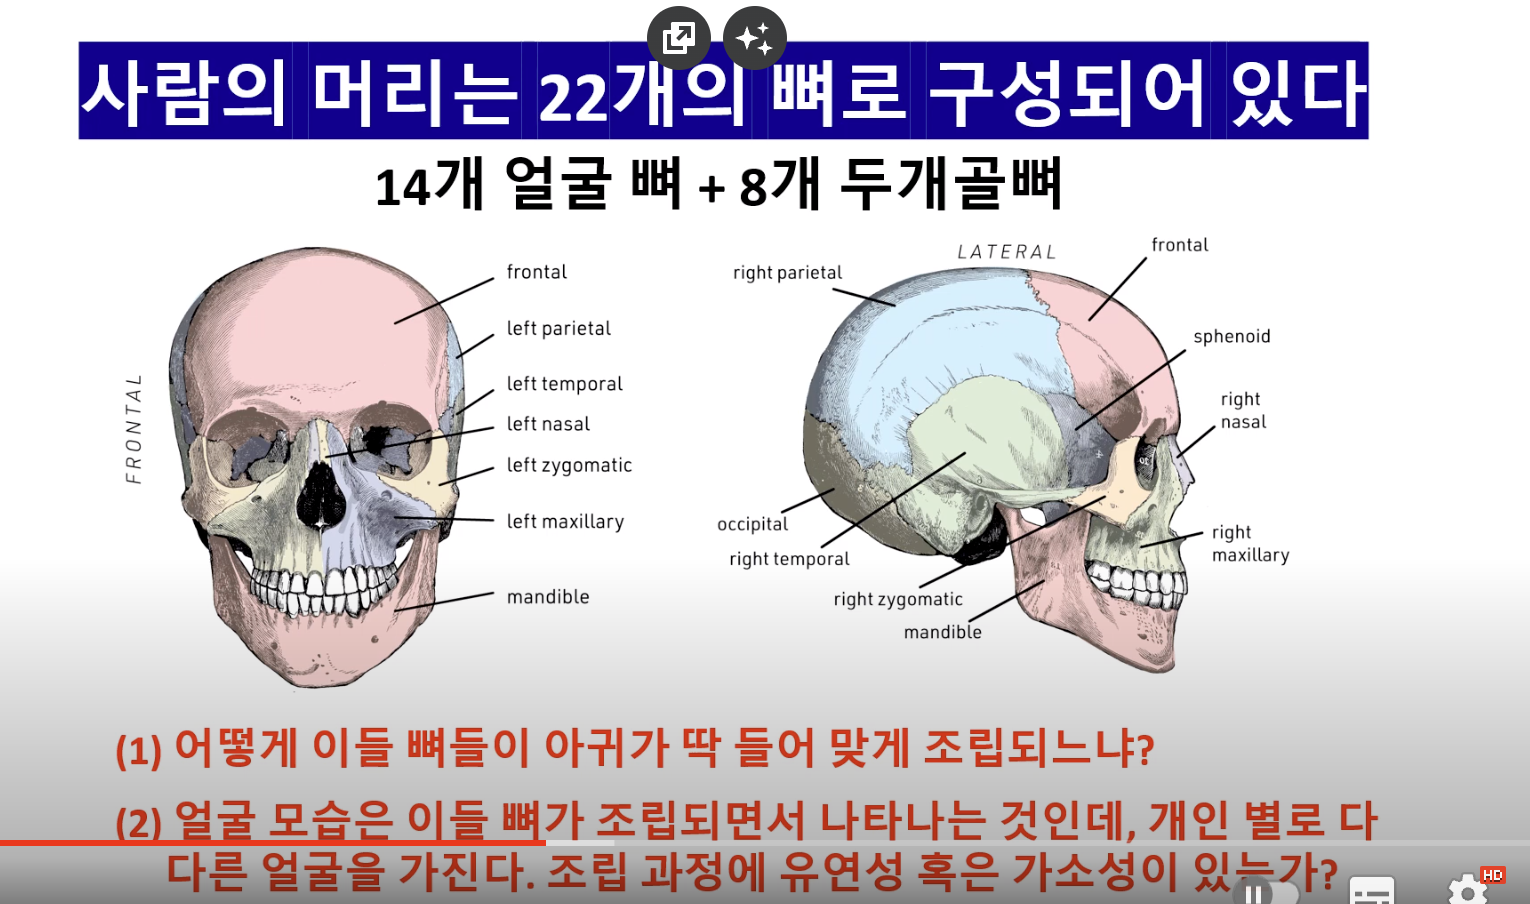 사람의 머리는 22개의 뼈로 구성되어 있다
14개 얼굴 뼈 + 8개 두개골뼈
FRONTAL
frontal
left parietal
left temporal
left nasal
left zygomatic
left maxillary
mandible
LATERAL
frontal
right parietal
sphenoid
right
nasal
occipital
right temporal
right
maxillary
right zygomatic
mandible
(1) 어떻게 이들 뼈들이 아귀가 딱 들어 맞게 조립되느냐?
(2) 얼굴 모습은 이들 뼈가 조립되면서 나타나는 것인데, 개인 별로 다
다른 얼굴을 가진다. 조립 과정에 유연성 혹은 가소성이 있는가?
HD